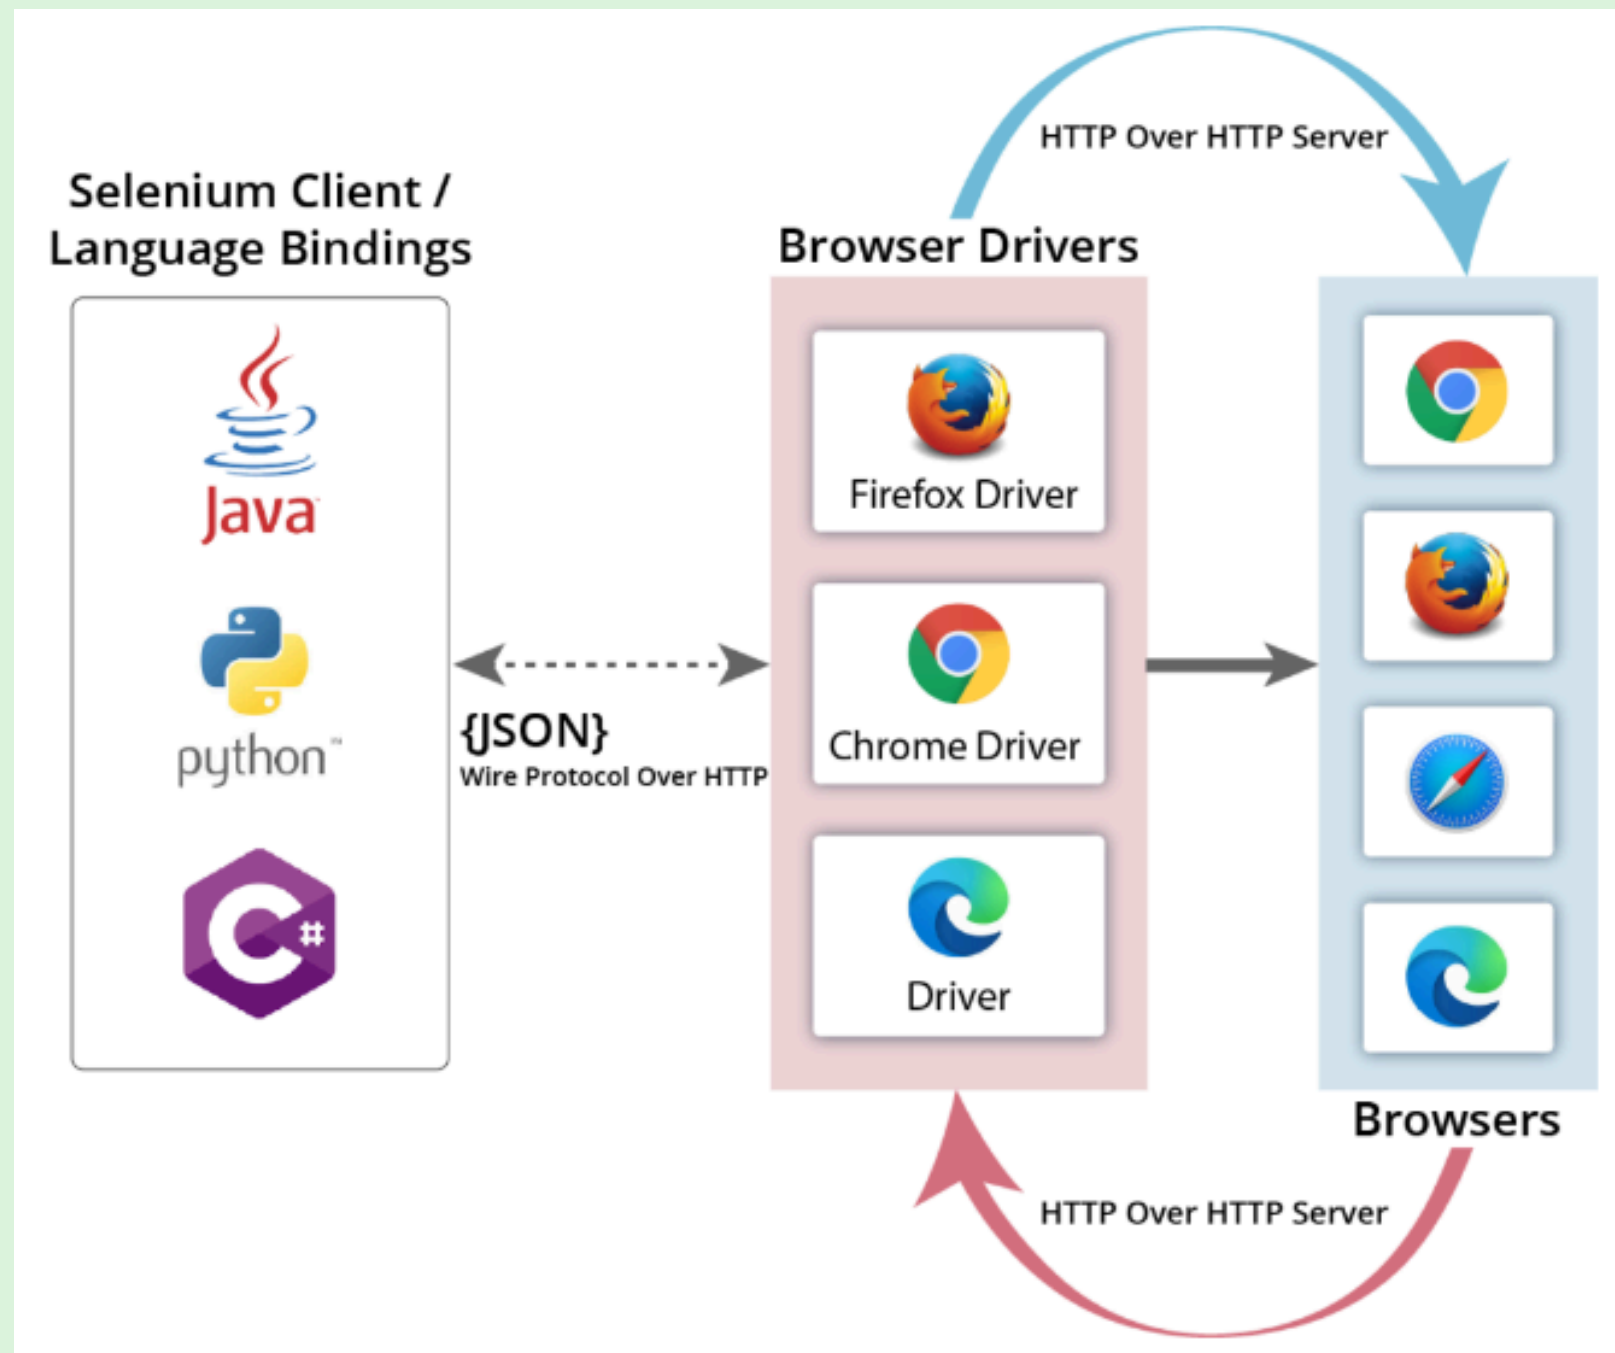 HTTP Over HTTP Server
Selenium Client /
Language Bindings
Browser Drivers
Java
Firefox Driver
python™
{JSON}
Wire Protocol Over HTTP
Chrome Driver
C#
Driver
Browsers
HTTP Over HTTP Server